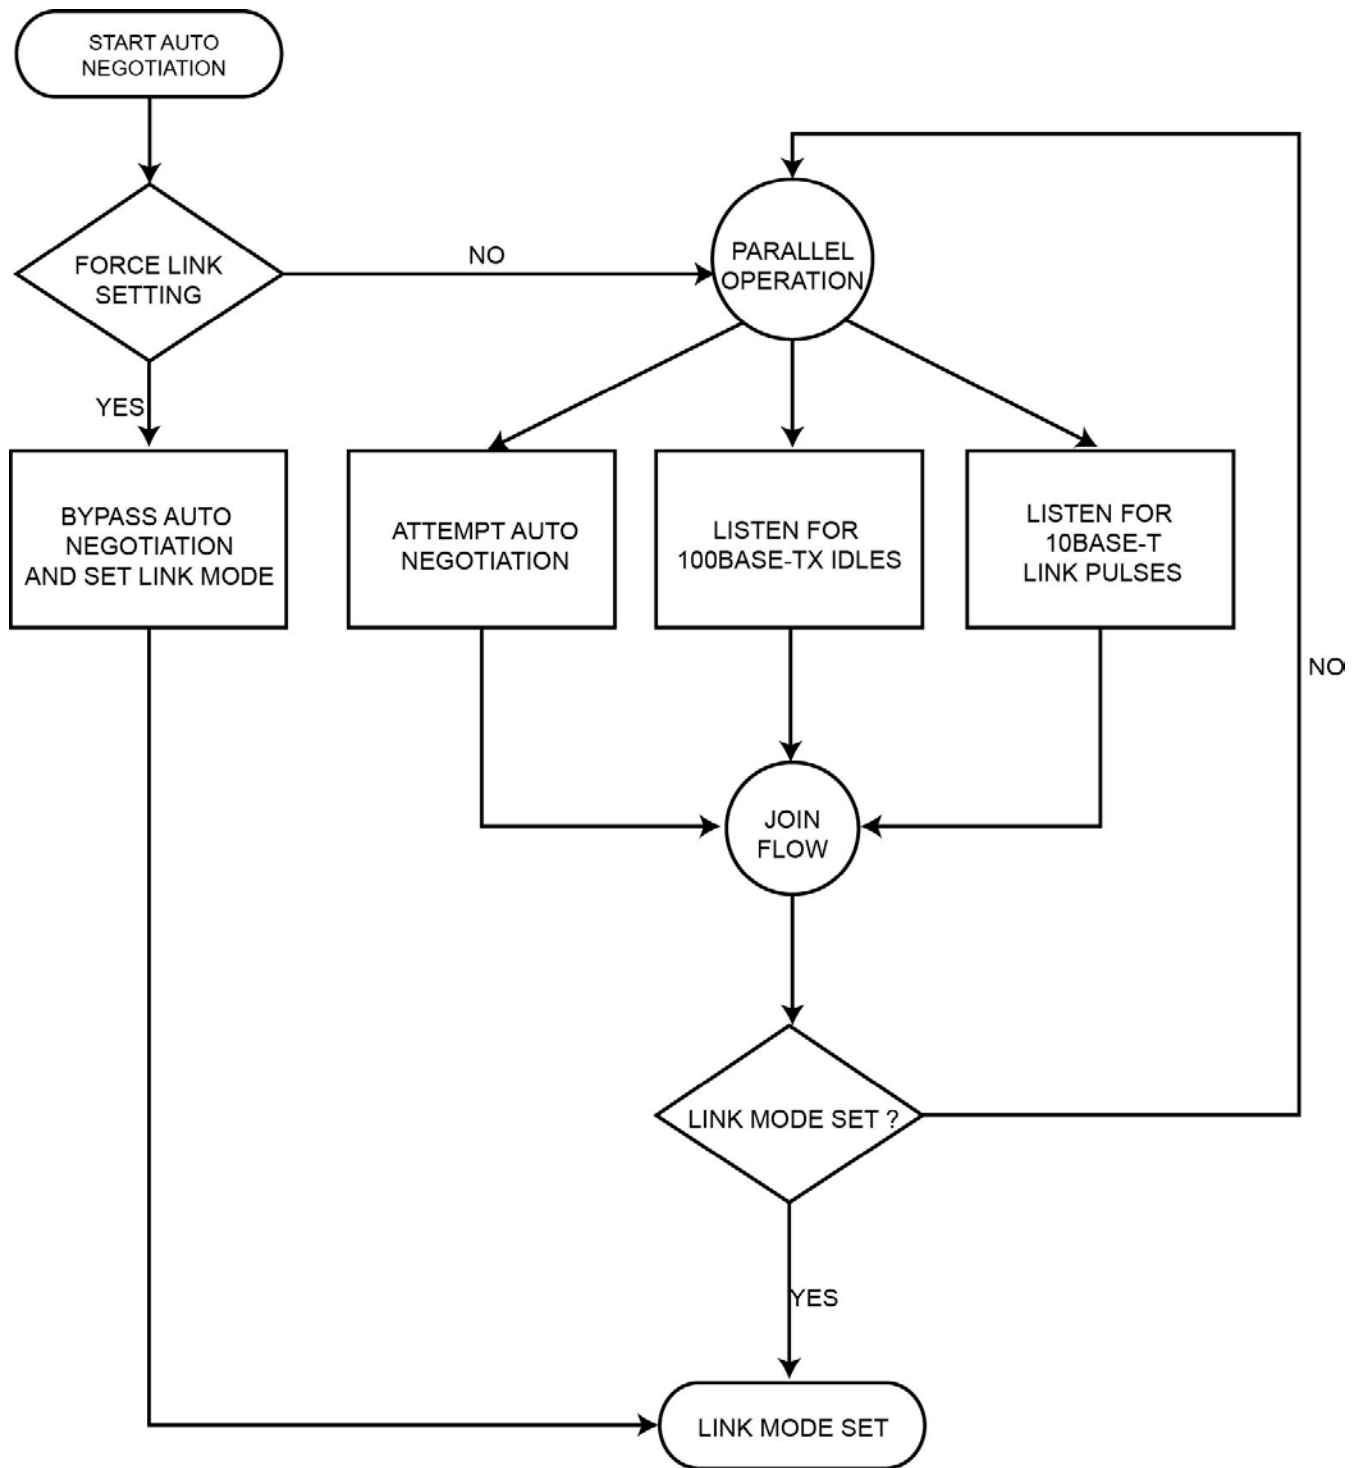 START AUTO
NEGOTIATION
FORCE LINK
SETTING
NO
PARALLEL
OPERATION
YES
BYPASS AUTO
NEGOTIATION
AND SET LINK MODE
ATTEMPT AUTO
NEGOTIATION
LISTEN FOR
100BASE-TX IDLES
LISTEN FOR
10BASE-T
LINK PULSES
NO
JOIN
FLOW
LINK MODE SET ?
YES
LINK MODE SET